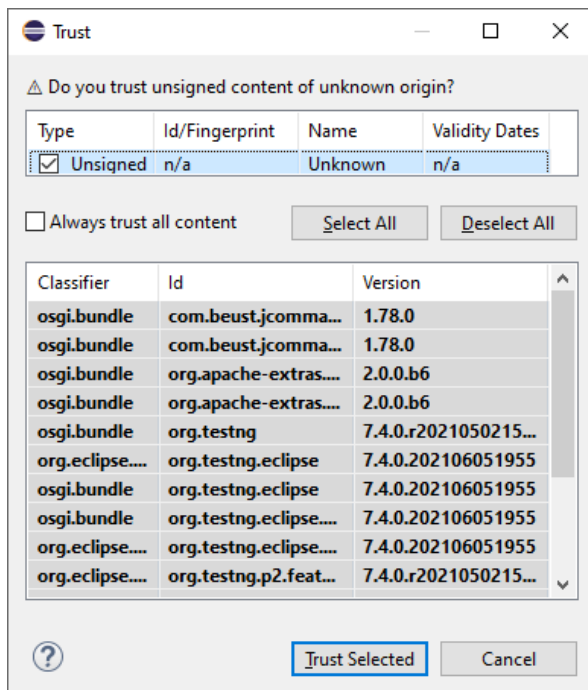 Trust
Do you trust unsigned content of unknown origin?
Type Id/Fingerprint Name Validity Dates
Unsigned n/a Unknown n/a
Always trust all content Select All Deselect All
Classifier Id Version
osgi.bundle com.beust.jcomma... 1.78.0
osgi.bundle com.beust.jcomma... 1.78.0
osgi.bundle org.apache-extras.... 2.0.0.b6
osgi.bundle org.apache-extras.... 2.0.0.b6
osgi.bundle org.testng 7.4.0.r2021050215...
org.eclipse.... org.testng.eclipse 7.4.0.202106051955
osgi.bundle org.testng.eclipse 7.4.0.202106051955
osgi.bundle org.testng.eclipse.... 7.4.0.202106051955
org.eclipse.... org.testng.eclipse.... 7.4.0.202106051955
org.eclipse.... org.testng.p2.feat... 7.4.0.r2021050215...
? Trust Selected Cancel